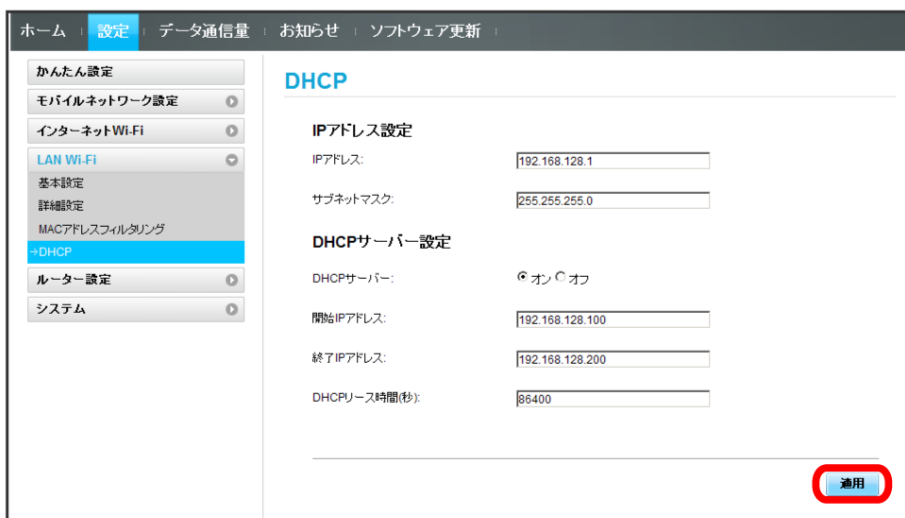 ホーム 設定 データ通信量 お知らせ ソフトウェア更新
かんたん設定
モバイルネットワーク設定
インターネットWi-Fi
LAN Wi-Fi
基本設定
詳細設定
MACアドレスフィルタリング
→DHCP
ルーター設定
システム
DHCP
IPアドレス設定
IPアドレス: 192.168.128.1
サブネットマスク: 255.255.255.0
DHCPサーバー設定
DHCPサーバー: オン オフ
開始IPアドレス: 192.168.128.100
終了IPアドレス: 192.168.128.200
DHCPリース時間(秒): 86400
適用